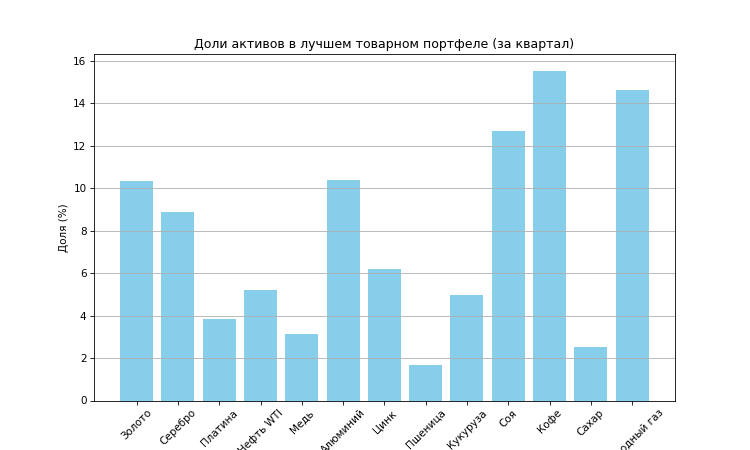 Доли активов в лучшем товарном портфеле (за квартал)
Доля (%)
16
14
12
10
8
6
4
2
0
Золото
Серебро
Платина
Нефть WTI
Медь
Алюминий
Цинк
Пшеница
Кукуруза
Соя
Кофе
Сахар
газ